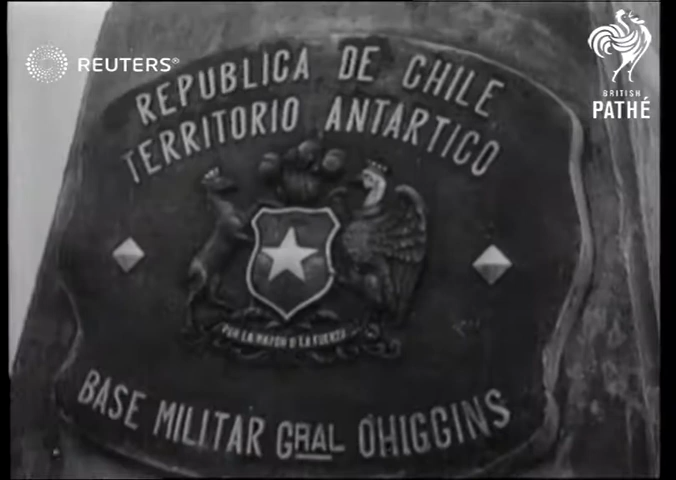 REUTERS®
BRITISH
PATHÉ
REPUBLICA DE CHILE
TERRITORIO ANTARTICO
POR LA RAZON O LA FUERZA
BASE MILITAR GRAL OHIGGINS